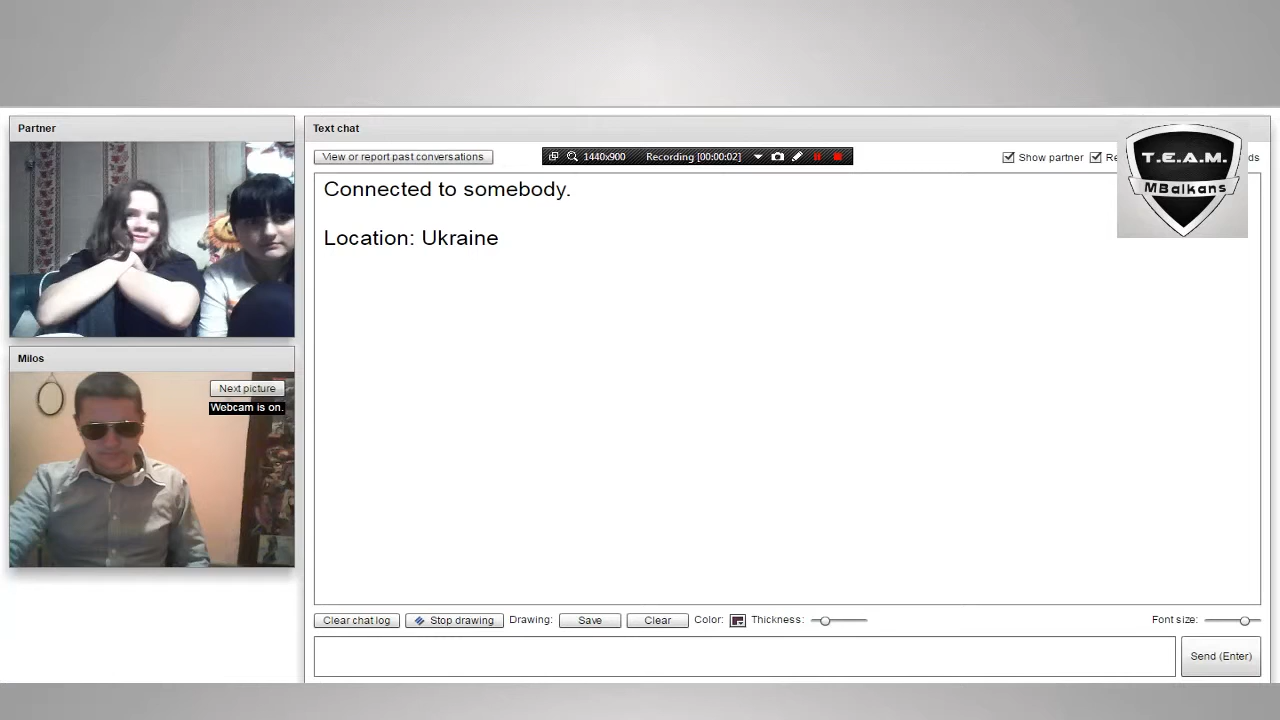 Partner
Text chat
View or report past conversations
1440x900 Recording [00:00:02]
Show partner
Re
ds
T.E.A.M.
MBalkans
Connected to somebody.
Location: Ukraine
Milos
Next picture
Webcam is on.
Clear chat log
Stop drawing
Drawing:
Save
Clear
Color:
Thickness:
Font size:
Send (Enter)